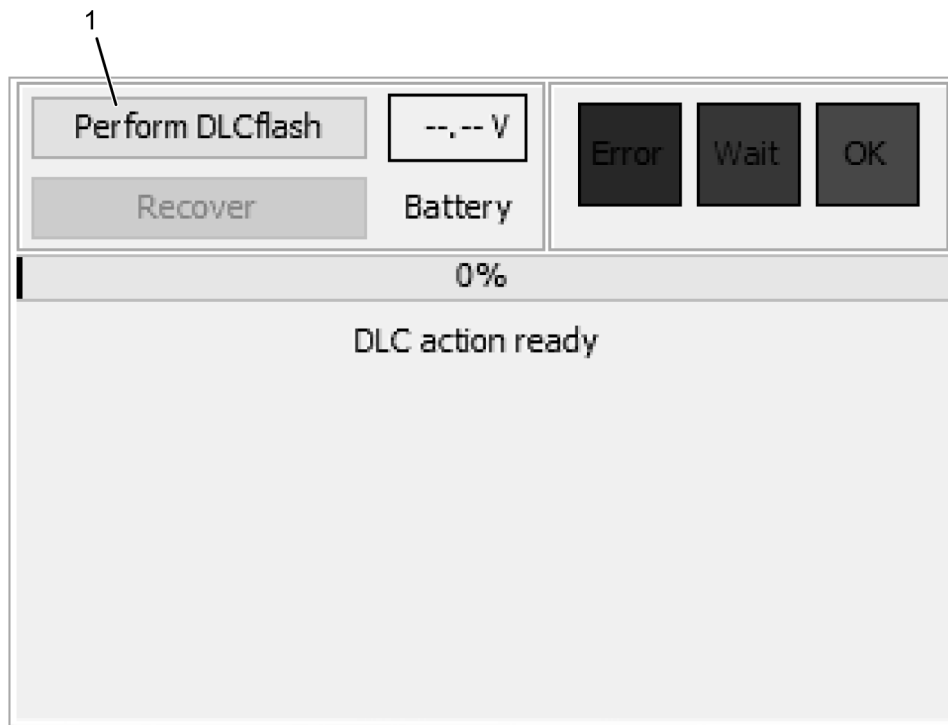 1
Perform DLCflash
--.-- V
Error
Wait
OK
Recover
Battery
0%
DLC action ready